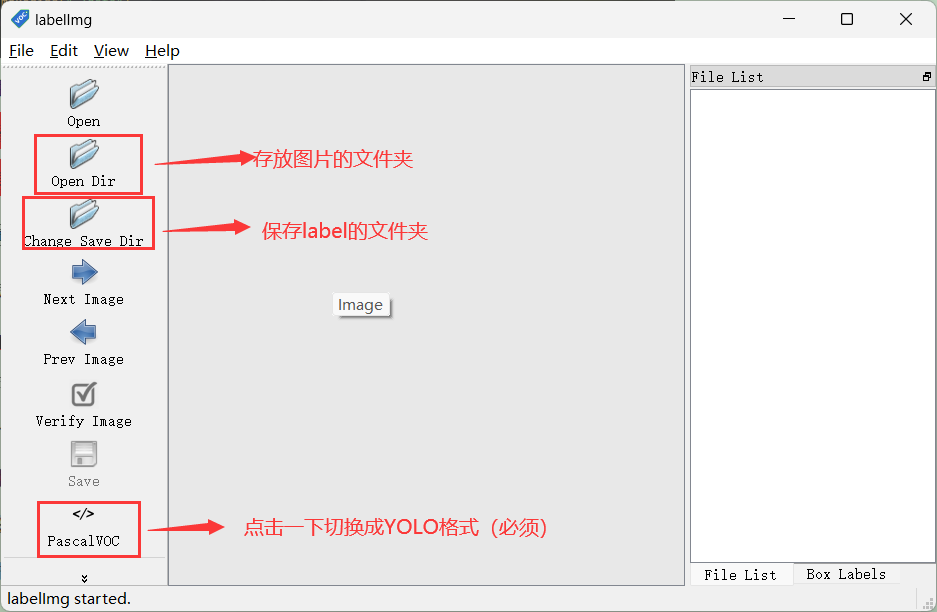 labelImg
File Edit View Help
Open
Open Dir
存放图片的文件夹
Change Save Dir
保存label的文件夹
Next Image
Image
Prev Image
Verify Image
Save
</>
PascalVOC
点击一下切换成YOLO格式（必须）
File List
File List
Box Labels
labelImg started.